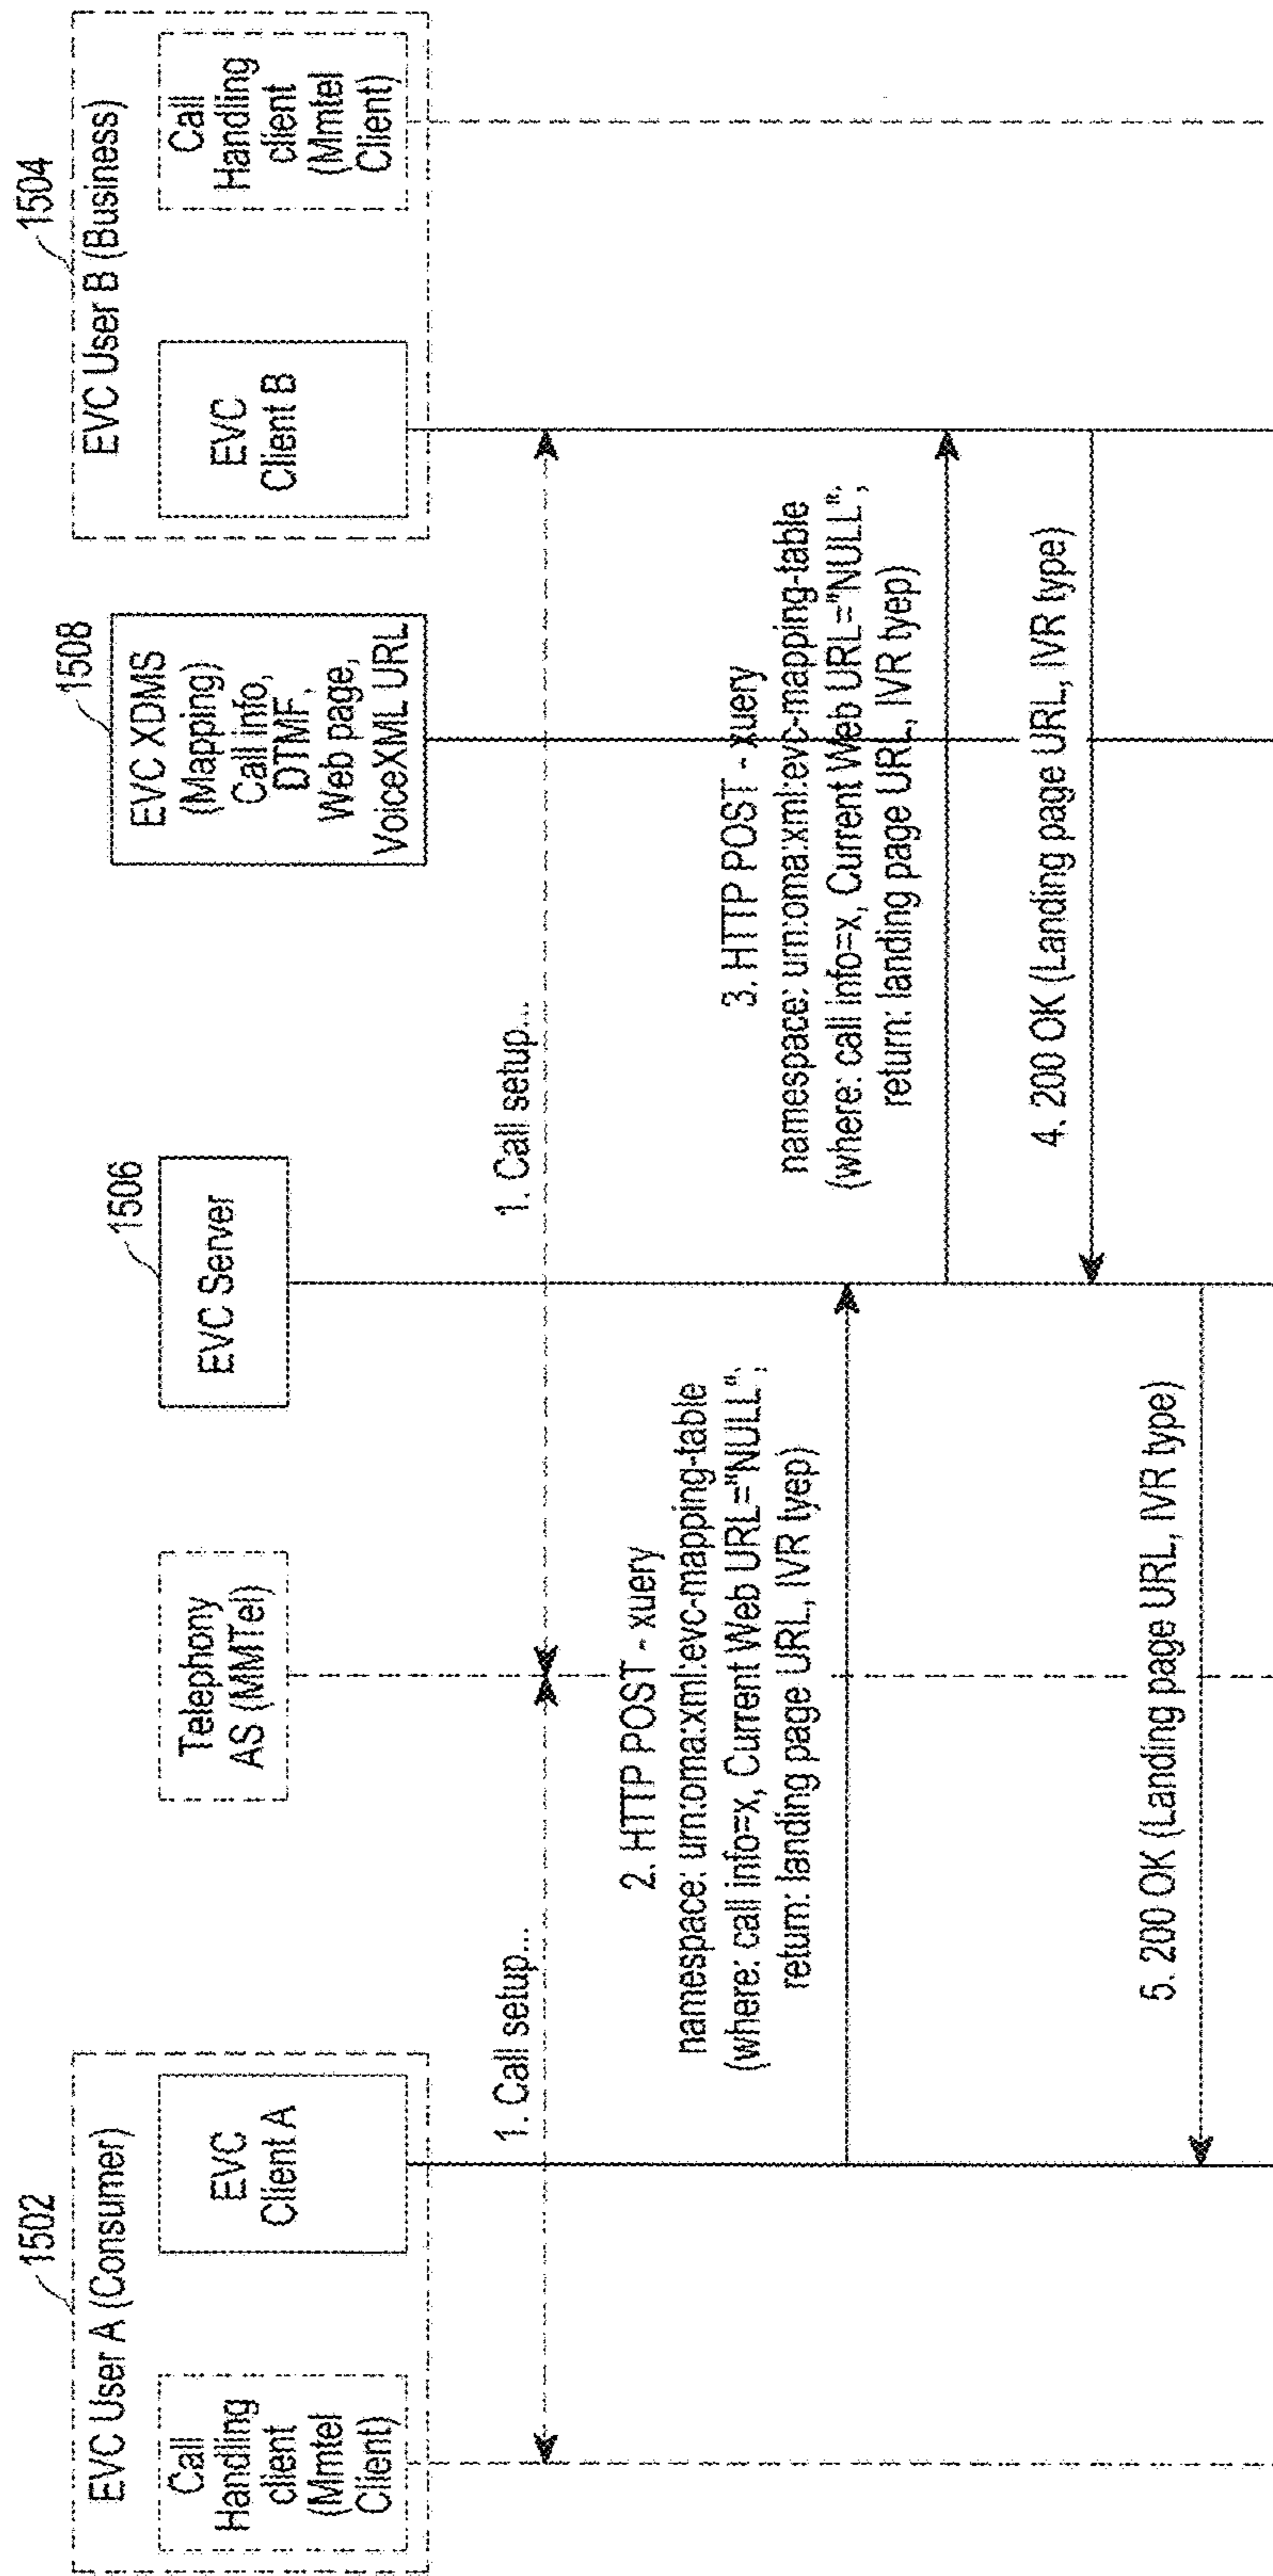 1502
EVC User A (Consumer)
Call
Handling
client
(Mmtel
Client)
EVC
Client A
Telephony
AS (MMTel)
1506
EVC Server
1508
EVC XDMS
(Mapping)
Call info,
DTMF,
Web page,
VoiceXML URL
1504
EVC User B (Business)
EVC
Client B
Call
Handling
client
(Mmtel
Client)
1. Call setup...
1. Call setup...
2. HTTP POST - xuery
namespace: urn:oma:xml:evc-mapping-table
(where: call info=x, Current Web URL="NULL";
return: landing page URL, IVR tyep)
3. HTTP POST - xuery
namespace: urn:oma:xml:evc-mapping-table
(where: call info=x, Current Web URL="NULL";
return: landing page URL, IVR tyep)
4. 200 OK (Landing page URL, IVR type)
5. 200 OK (Landing page URL, IVR type)